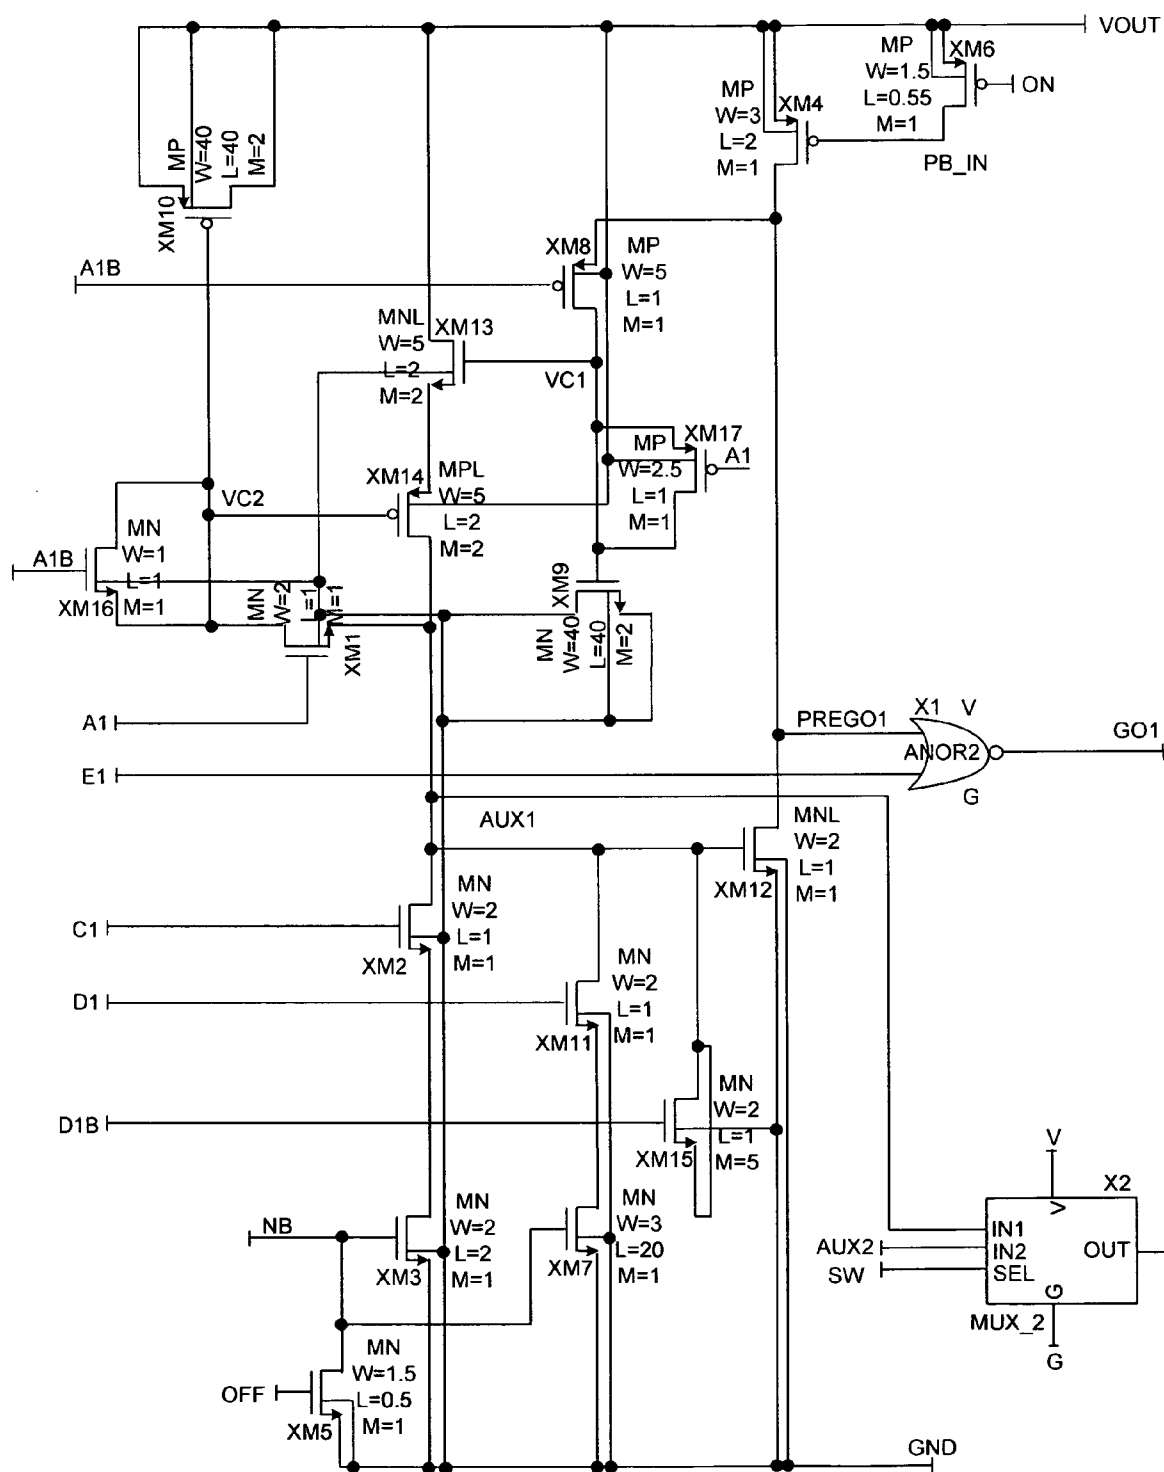 VOUT
MP
W=1.5
L=0.55
M=1
XM6
ON
MP
W=3
L=2
M=1
XM4
PB_IN
MP
W=40
L=40
M=2
XM10
A1B
XM8
MP
W=5
L=1
M=1
MNL
W=5
L=2
M=2
XM13
VC1
XM17
MP
W=2.5
L=1
M=1
A1
XM14
MPL
W=5
L=2
M=2
VC2
A1B
MN
W=1
L=1
M=1
XM16
MN
W=2
L=1
M=1
XM1
XM9
MN
W=40
L=40
M=2
A1
E1
PREGO1
X1
V
ANOR2
G
GO1
AUX1
MNL
W=2
L=1
M=1
XM12
C1
MN
W=2
L=1
M=1
XM2
D1
MN
W=2
L=1
M=1
XM11
D1B
MN
W=2
L=1
M=5
XM15
NB
MN
W=2
L=2
M=1
XM3
MN
W=3
L=20
M=1
XM7
V
X2
V
IN1
AUX2
IN2
OUT
SW
SEL
G
MUX_2
G
OFF
MN
W=1.5
L=0.5
M=1
XM5
GND